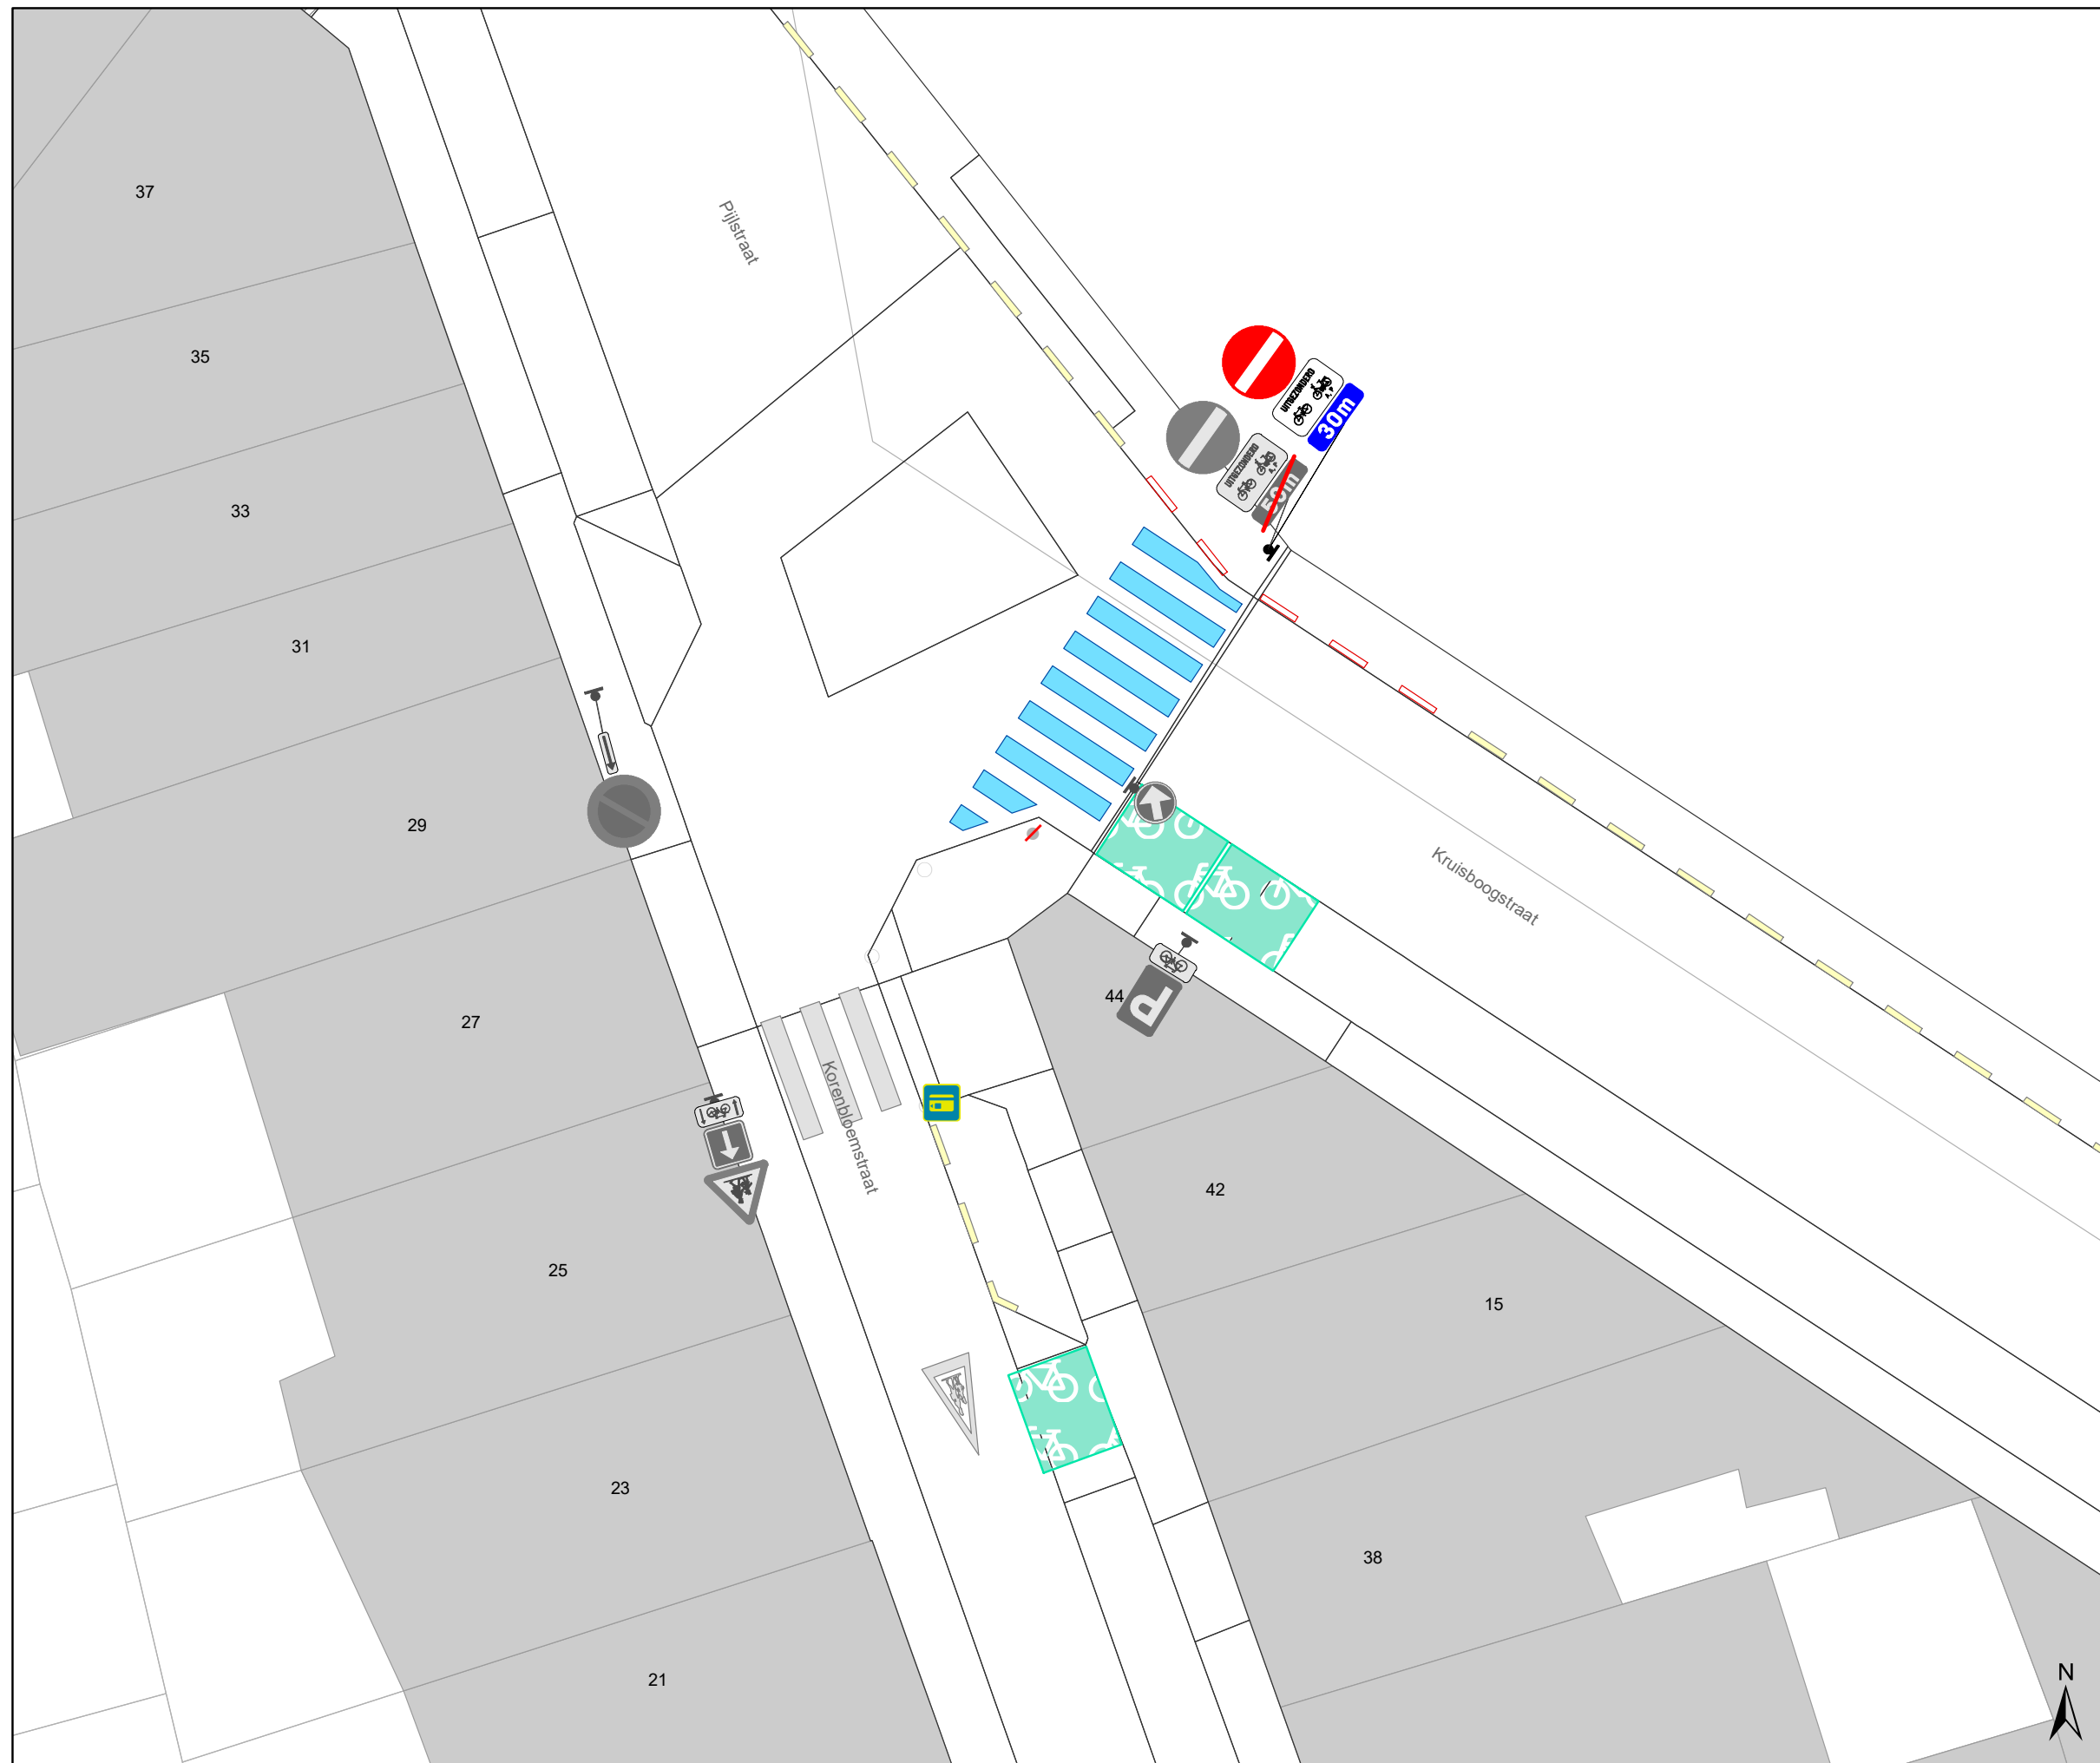 37
Pijlstraat
35
UITGEZONDERD
A, P
30m
UITGEZONDERD
A, P
33
31
29
Kruisboogstraat
44
P
27
Korenbloemstraat
42
25
15
23
38
21
N